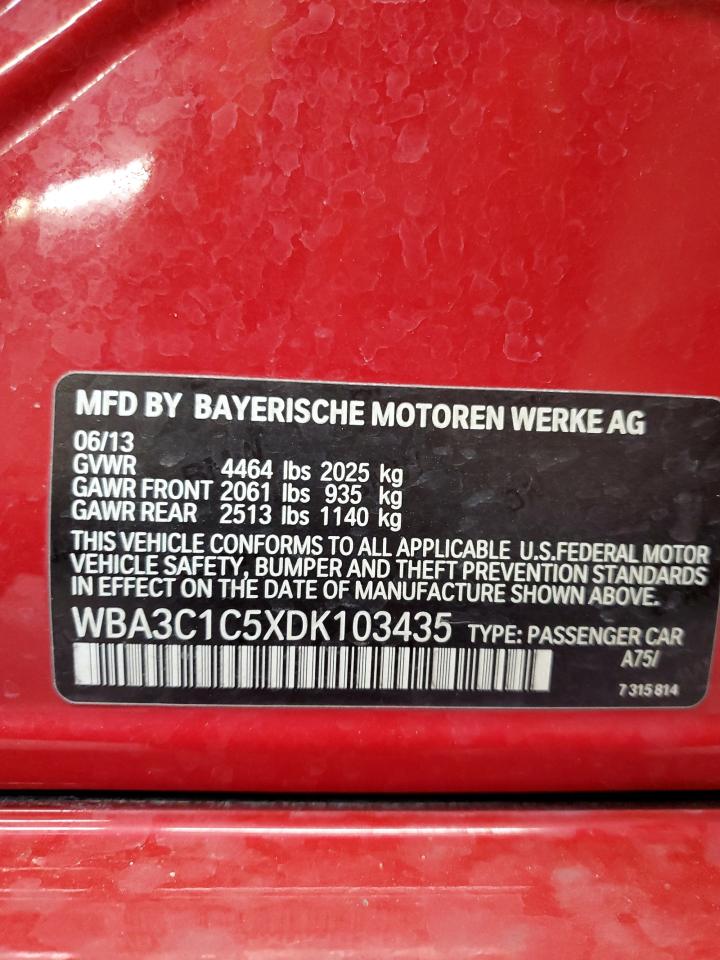 MFD BY BAYERISCHE MOTOREN WERKE AG
06/13
GVWR 4464 lbs 2025 kg
GAWR FRONT 2061 lbs 935 kg
GAWR REAR 2513 lbs 1140 kg
THIS VEHICLE CONFORMS TO ALL APPLICABLE U.S.FEDERAL MOTOR
VEHICLE SAFETY, BUMPER AND THEFT PREVENTION STANDARDS
IN EFFECT ON THE DATE OF MANUFACTURE SHOWN ABOVE.
WBA3C1C5XDK103435 TYPE: PASSENGER CAR
A75/
7 315 814